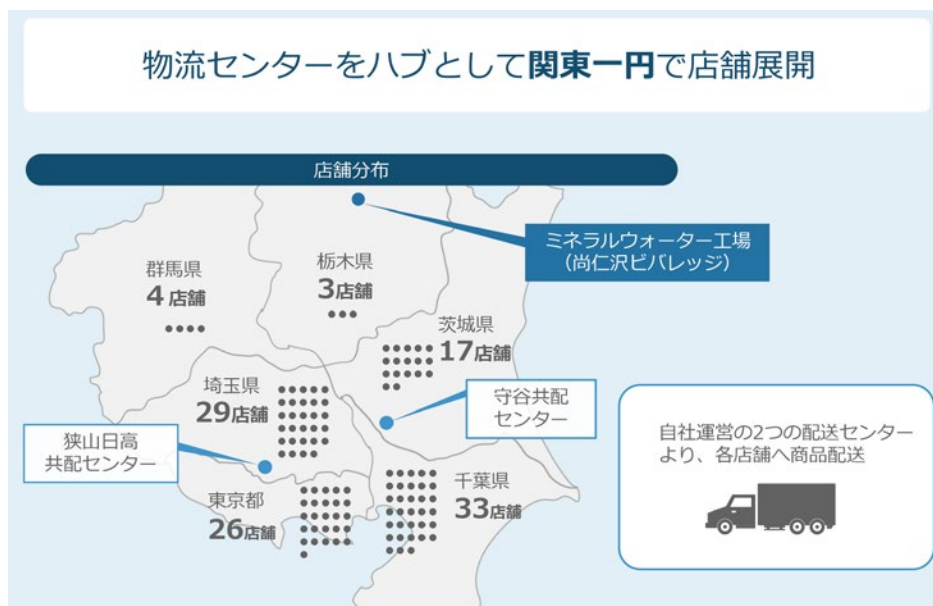 物流センターをハブとして関東一円で店舗展開
店舗分布
ミネラルウォーター工場
（尚仁沢ビバレッジ）
群馬県
4店舗
栃木県
3店舗
茨城県
17店舗
埼玉県
29店舗
守谷共配
センター
狭山日高
共配センター
東京都
26店舗
千葉県
33店舗
自社運営の2つの配送センター
より、各店舗へ商品配送